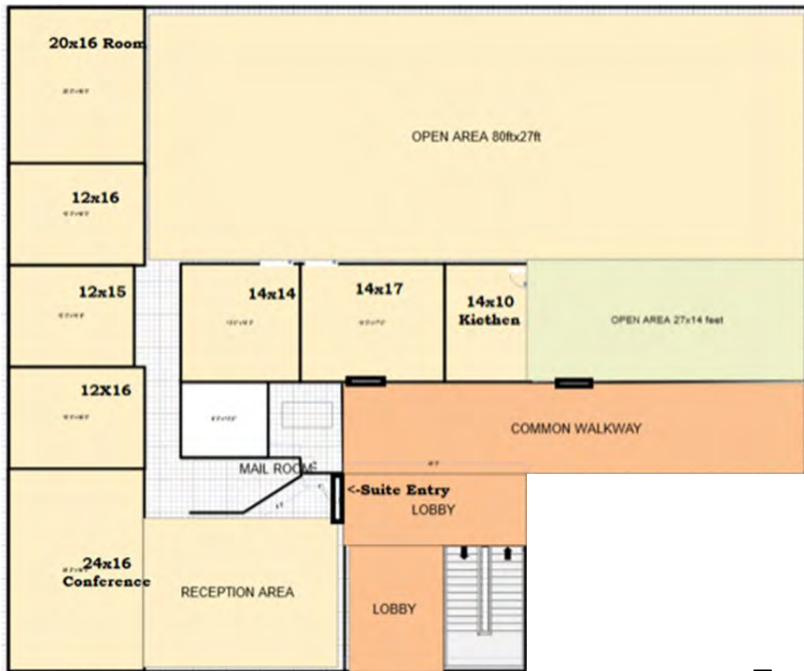 20x16 Room
OPEN AREA 80ftx27ft
12x16
12x15
14x14
14x17
14x10
Kicthen
OPEN AREA 27x14 feet
12X16
COMMON WALKWAY
MAIL ROOM
<-Suite Entry
LOBBY
24x16
Conference
RECEPTION AREA
LOBBY